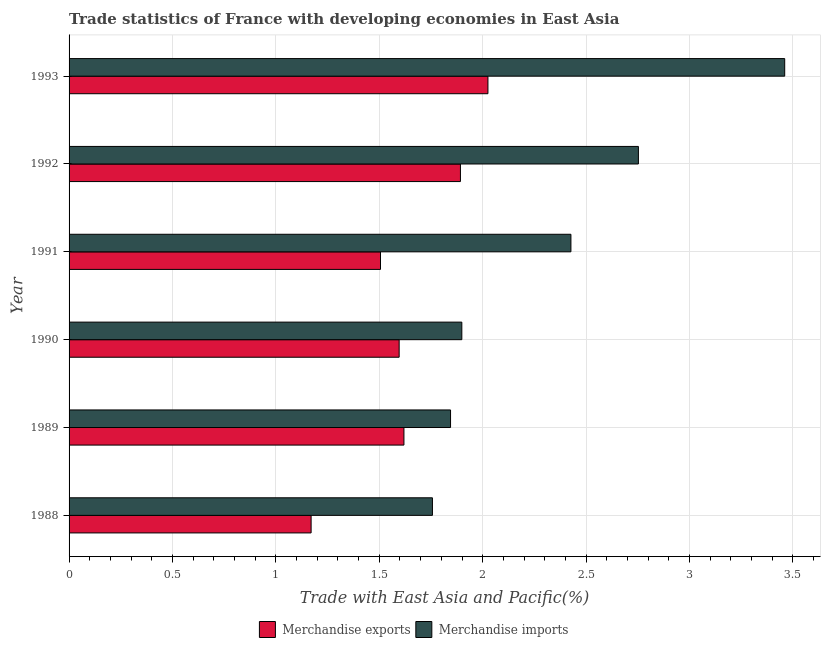 Trade statistics of France with developing economies in East Asia
1993
1992
1991
1990
1989
1988
Year
0
0.5
1
1.5
2
2.5
3
3.5
Trade with East Asia and Pacific(%)
Merchandise exports
Merchandise imports